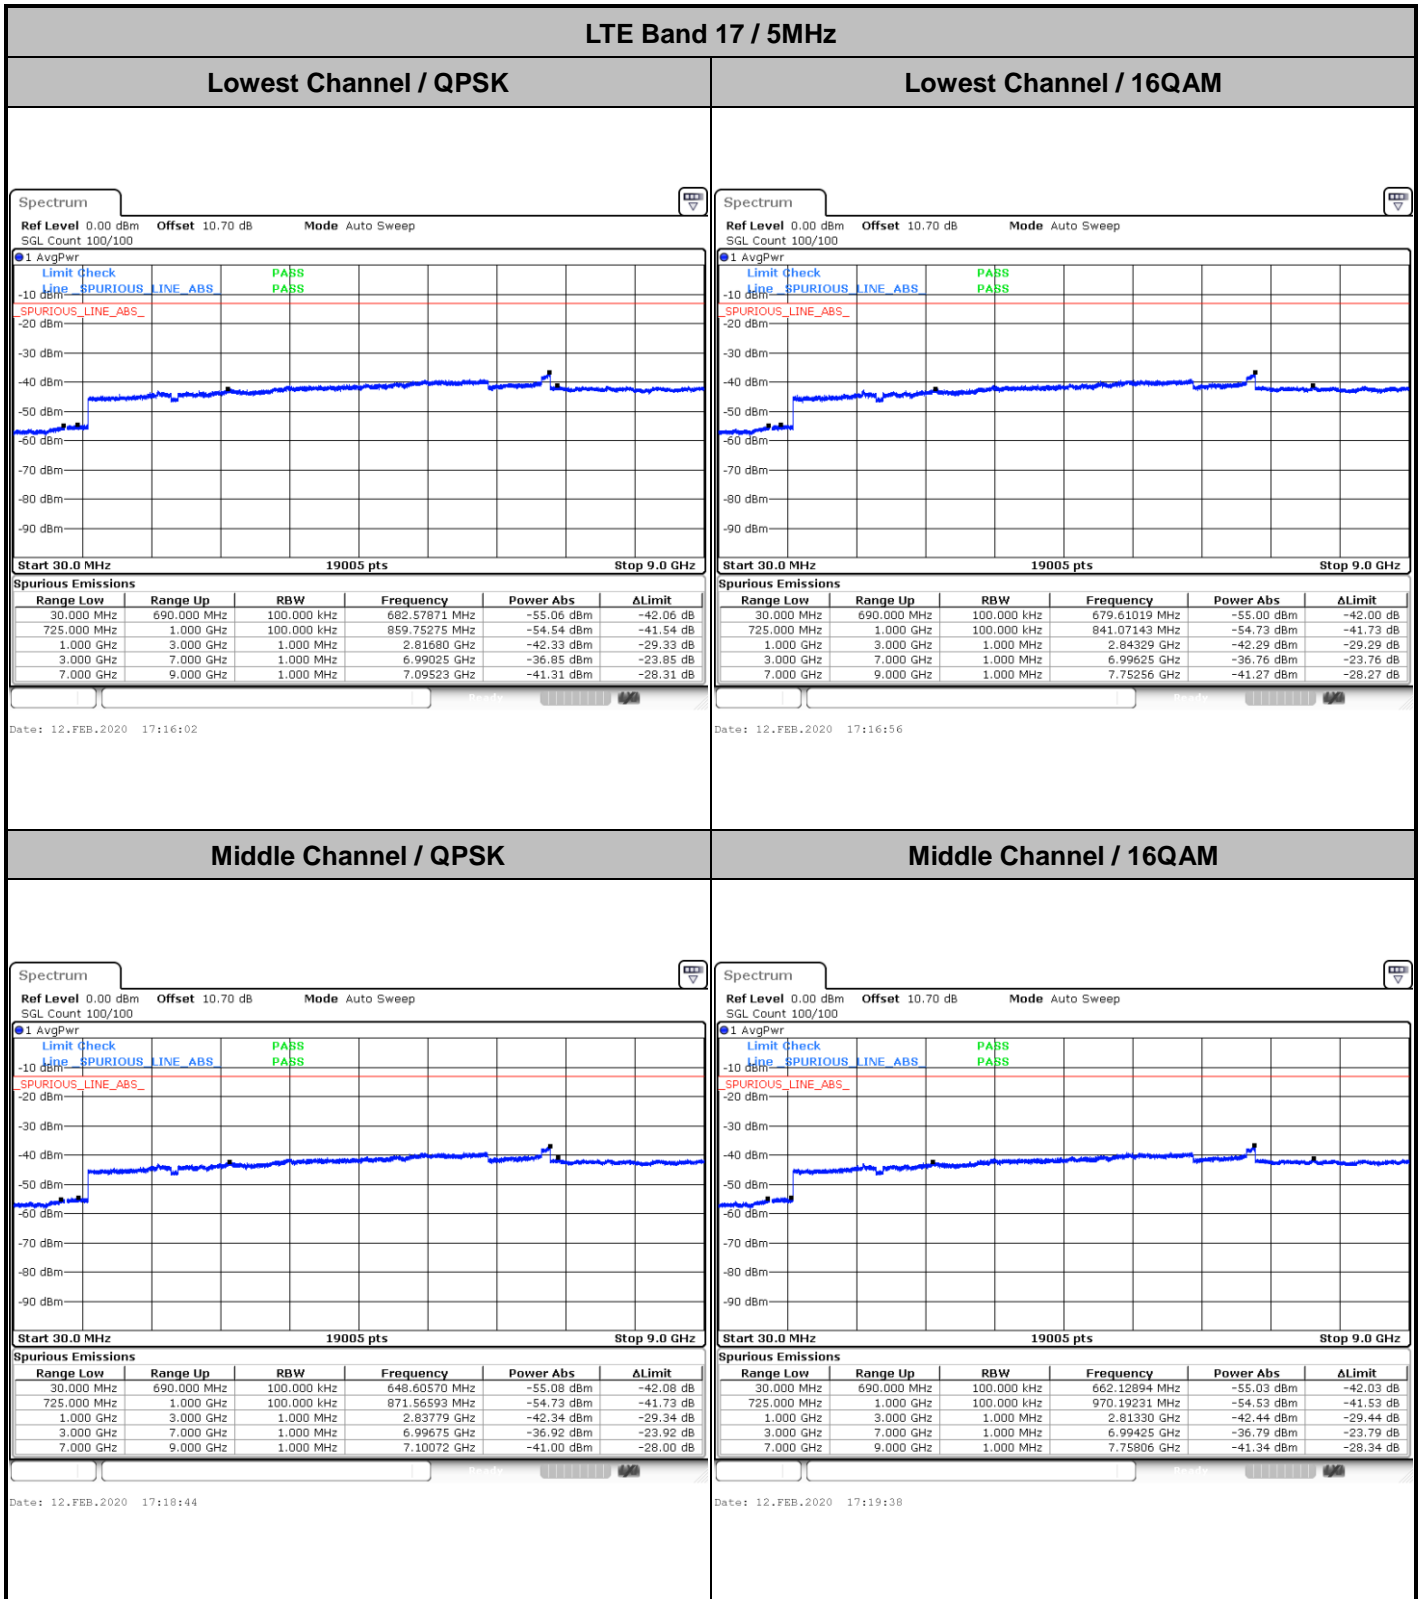 LTE Band 17 / 5MHz
Lowest Channel / QPSK
Lowest Channel / 16QAM
Spectrum
Ref Level 0.00 dBm Offset 10.70 dB Mode Auto Sweep
SGL Count 100/100
1 AvgPwr
Limit Check PASS
Line _SPURIOUS_LINE_ABS_ PASS
-10 dBm
_SPURIOUS_LINE_ABS_
-20 dBm
-30 dBm
-40 dBm
-50 dBm
-60 dBm
-70 dBm
-80 dBm
-90 dBm
Start 30.0 MHz 19005 pts Stop 9.0 GHz
Spurious Emissions
Range Low Range Up RBW Frequency Power Abs ΔLimit
30.000 MHz 690.000 MHz 100.000 kHz 682.57871 MHz -55.06 dBm -42.06 dB
725.000 MHz 1.000 GHz 100.000 kHz 859.75275 MHz -54.54 dBm -41.54 dB
1.000 GHz 3.000 GHz 1.000 MHz 2.81680 GHz -42.33 dBm -29.33 dB
3.000 GHz 7.000 GHz 1.000 MHz 6.99025 GHz -36.85 dBm -23.85 dB
7.000 GHz 9.000 GHz 1.000 MHz 7.09523 GHz -41.31 dBm -28.31 dB
Ready
Date: 12.FEB.2020 17:16:02
Spectrum
Ref Level 0.00 dBm Offset 10.70 dB Mode Auto Sweep
SGL Count 100/100
1 AvgPwr
Limit Check PASS
Line _SPURIOUS_LINE_ABS_ PASS
-10 dBm
_SPURIOUS_LINE_ABS_
-20 dBm
-30 dBm
-40 dBm
-50 dBm
-60 dBm
-70 dBm
-80 dBm
-90 dBm
Start 30.0 MHz 19005 pts Stop 9.0 GHz
Spurious Emissions
Range Low Range Up RBW Frequency Power Abs ΔLimit
30.000 MHz 690.000 MHz 100.000 kHz 679.61019 MHz -55.00 dBm -42.00 dB
725.000 MHz 1.000 GHz 100.000 kHz 841.07143 MHz -54.73 dBm -41.73 dB
1.000 GHz 3.000 GHz 1.000 MHz 2.84329 GHz -42.29 dBm -29.29 dB
3.000 GHz 7.000 GHz 1.000 MHz 6.99625 GHz -36.76 dBm -23.76 dB
7.000 GHz 9.000 GHz 1.000 MHz 7.75256 GHz -41.27 dBm -28.27 dB
Ready
Date: 12.FEB.2020 17:16:56
Middle Channel / QPSK
Middle Channel / 16QAM
Spectrum
Ref Level 0.00 dBm Offset 10.70 dB Mode Auto Sweep
SGL Count 100/100
1 AvgPwr
Limit Check PASS
Line _SPURIOUS_LINE_ABS_ PASS
-10 dBm
_SPURIOUS_LINE_ABS_
-20 dBm
-30 dBm
-40 dBm
-50 dBm
-60 dBm
-70 dBm
-80 dBm
-90 dBm
Start 30.0 MHz 19005 pts Stop 9.0 GHz
Spurious Emissions
Range Low Range Up RBW Frequency Power Abs ΔLimit
30.000 MHz 690.000 MHz 100.000 kHz 648.60570 MHz -55.08 dBm -42.08 dB
725.000 MHz 1.000 GHz 100.000 kHz 871.56593 MHz -54.73 dBm -41.73 dB
1.000 GHz 3.000 GHz 1.000 MHz 2.83779 GHz -42.34 dBm -29.34 dB
3.000 GHz 7.000 GHz 1.000 MHz 6.99675 GHz -36.92 dBm -23.92 dB
7.000 GHz 9.000 GHz 1.000 MHz 7.10072 GHz -41.00 dBm -28.00 dB
Ready
Date: 12.FEB.2020 17:18:44
Spectrum
Ref Level 0.00 dBm Offset 10.70 dB Mode Auto Sweep
SGL Count 100/100
1 AvgPwr
Limit Check PASS
Line _SPURIOUS_LINE_ABS_ PASS
-10 dBm
_SPURIOUS_LINE_ABS_
-20 dBm
-30 dBm
-40 dBm
-50 dBm
-60 dBm
-70 dBm
-80 dBm
-90 dBm
Start 30.0 MHz 19005 pts Stop 9.0 GHz
Spurious Emissions
Range Low Range Up RBW Frequency Power Abs ΔLimit
30.000 MHz 690.000 MHz 100.000 kHz 662.12894 MHz -55.03 dBm -42.03 dB
725.000 MHz 1.000 GHz 100.000 kHz 970.19231 MHz -54.53 dBm -41.53 dB
1.000 GHz 3.000 GHz 1.000 MHz 2.81330 GHz -42.44 dBm -29.44 dB
3.000 GHz 7.000 GHz 1.000 MHz 6.99425 GHz -36.79 dBm -23.79 dB
7.000 GHz 9.000 GHz 1.000 MHz 7.75806 GHz -41.34 dBm -28.34 dB
Ready
Date: 12.FEB.2020 17:19:38